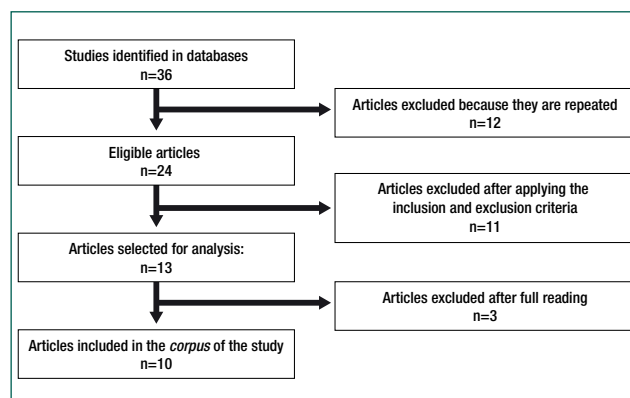 Studies identified in databases
n=36
Articles excluded because they are repeated
n=12
Eligible articles
n=24
Articles excluded after applying the
inclusion and exclusion criteria
n=11
Articles selected for analysis:
n=13
Articles excluded after full reading
n=3
Articles included in the corpus of the study
n=10